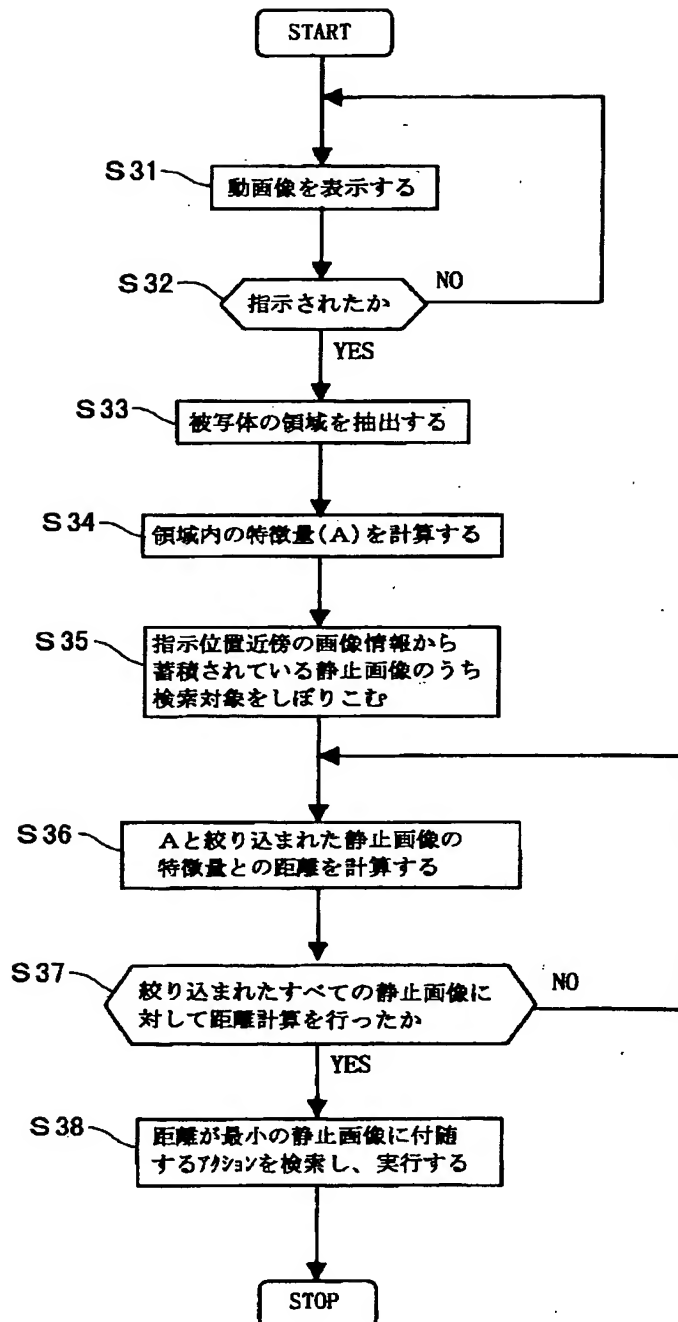 START
S31
動画像を表示する
S32
指示されたか
NO
YES
S33
被写体の領域を抽出する
S34
領域内の特徴量(A)を計算する
S35
指示位置近傍の画像情報から
蓄積されている静止画像のうち
検索対象をしぼりこむ
S36
Aと絞り込まれた静止画像の
特徴量との距離を計算する
S37
絞り込まれたすべての静止画像に
対して距離計算を行ったか
NO
YES
S38
距離が最小の静止画像に付随
するアクションを検索し、実行する
STOP